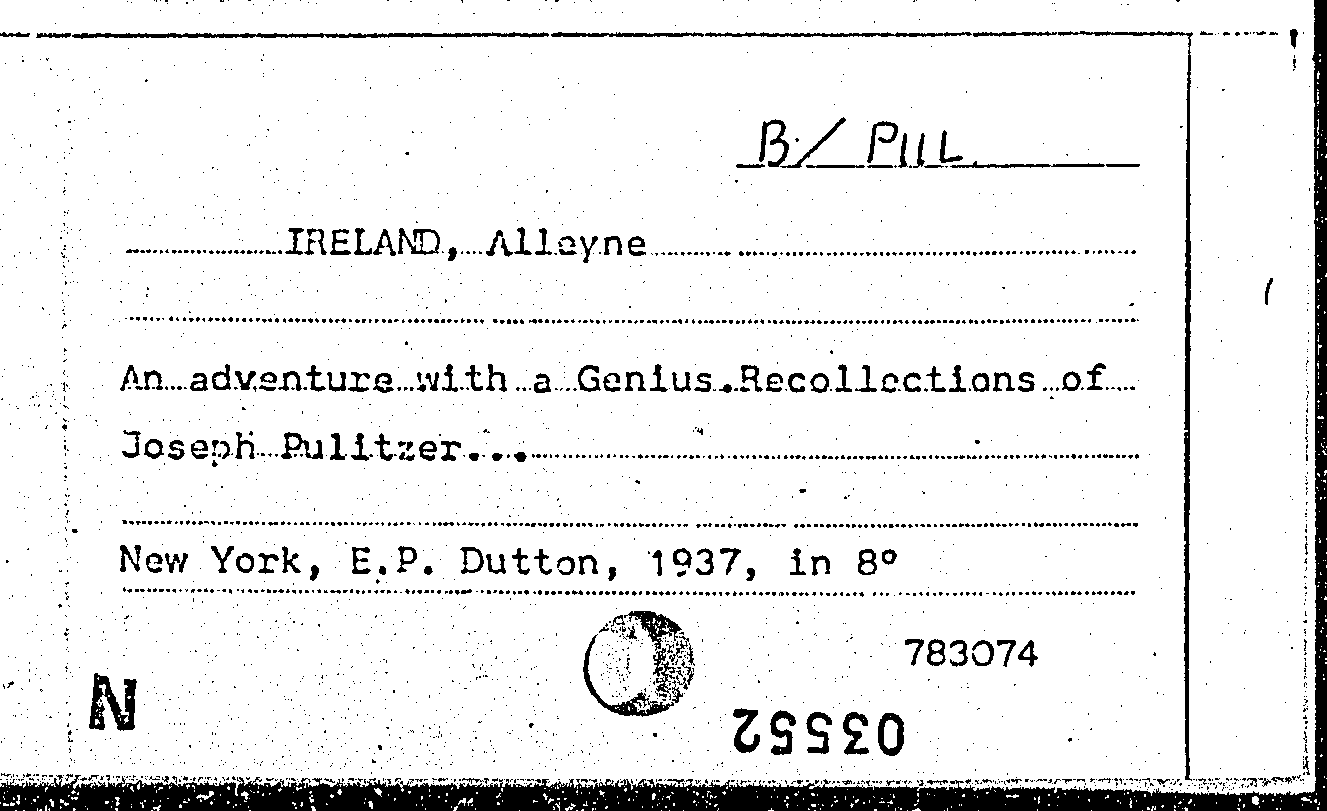 B/ PUL
IRELAND, Alleyne
An adventure with a Genius.Recollections of
Joseph Pulitzer...
New York, E.P. Dutton, 1937, in 8°
783074
N
03552